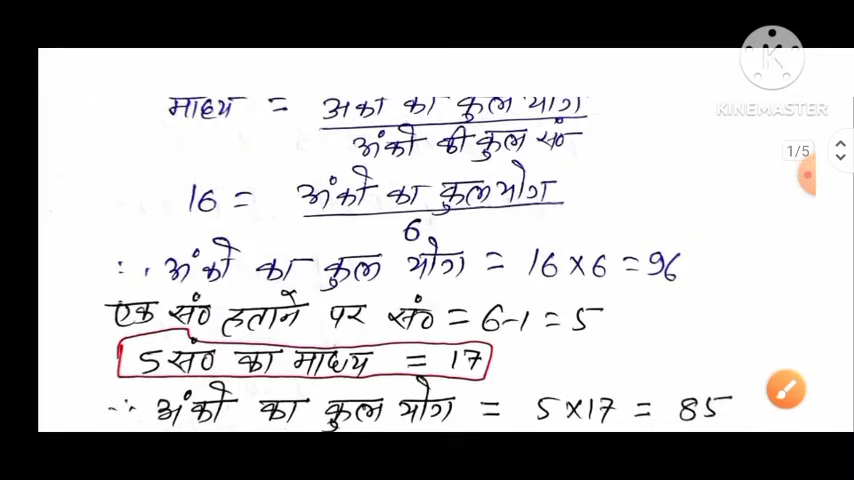 माध्य = अंको का कुल योग
अंको की कुल सं०
16 = अंको का कुल योग
6
∴ अंको का कुल योग = 16 × 6 = 96
एक सं० हताने पर सं० = 6-1 = 5
5 सं० का माध्य = 17
∴ अंको का कुल योग = 5×17 = 85
KINEMASTER
1/5